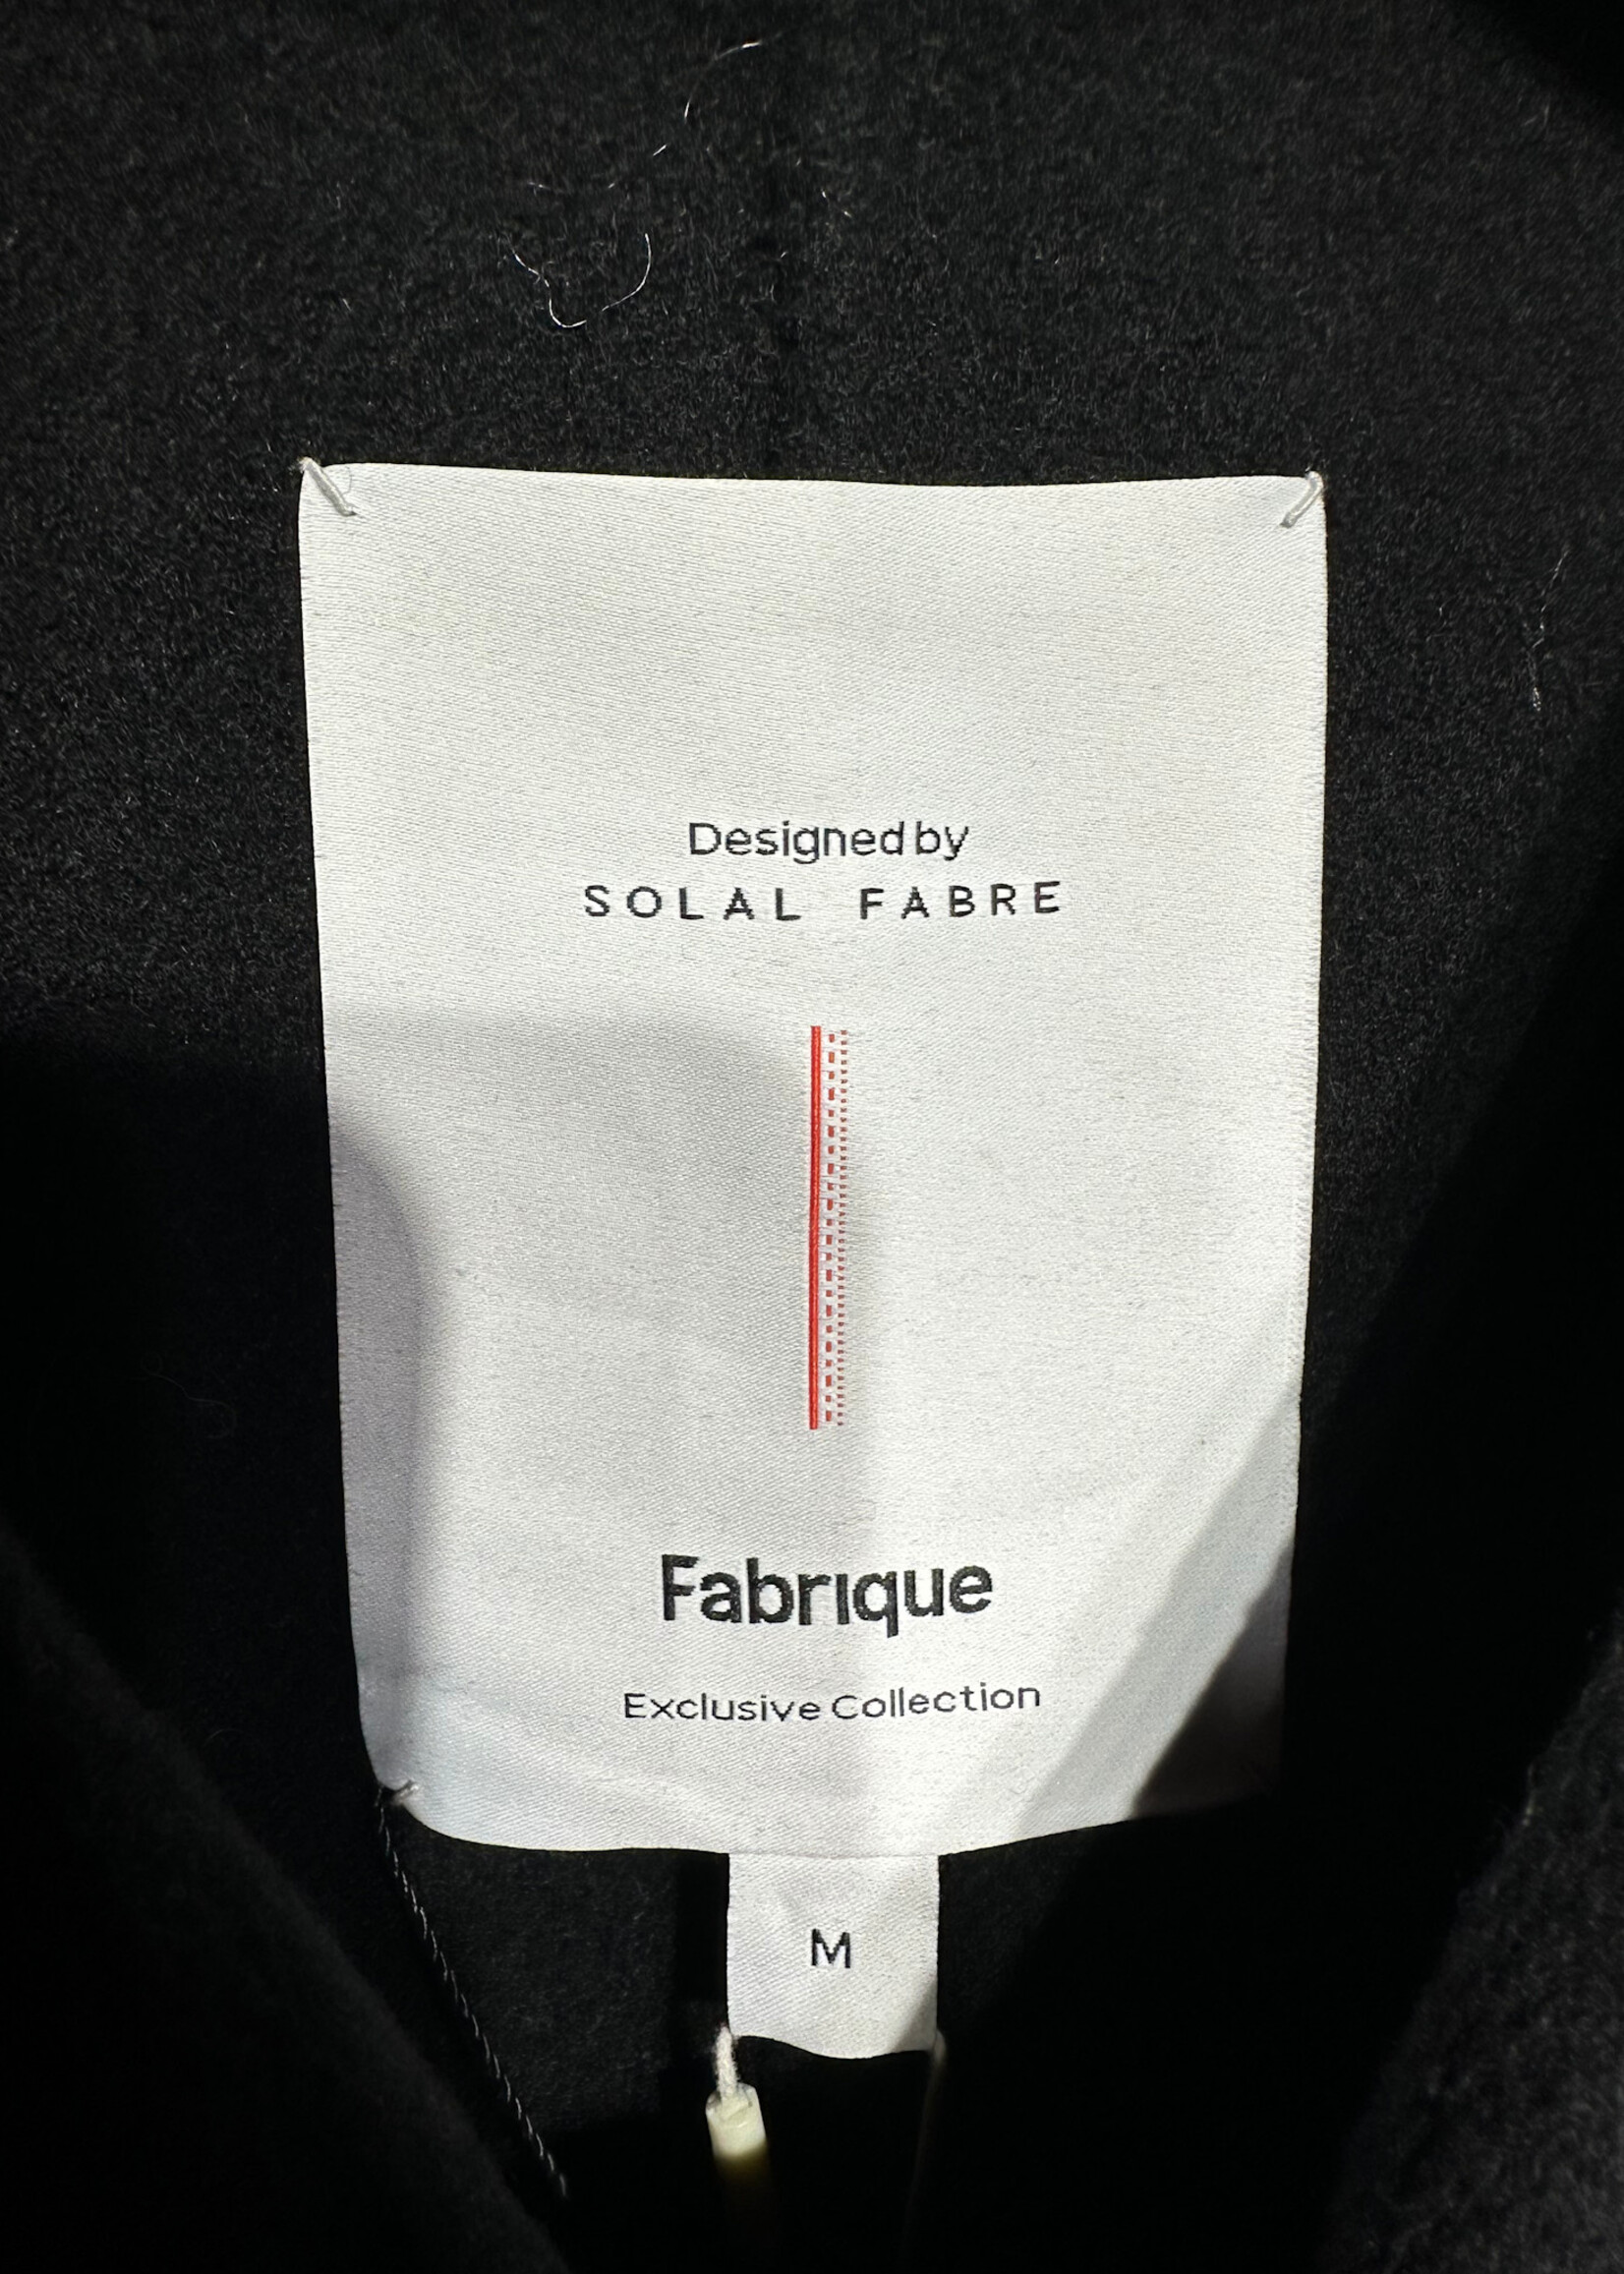 Designed by
SOLAL FABRE
Fabrique
Exclusive Collection
M